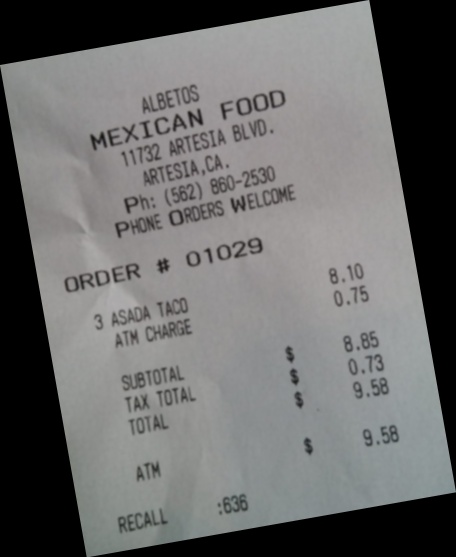 ALBETOS
MEXICAN FOOD
11732 ARTESIA BLVD.
ARTESIA,CA.
Ph: (562) 860-2530
PHONE ORDERS WELCOME
ORDER # 01029
3 ASADA TACO 8.10
ATM CHARGE 0.75
SUBTOTAL $ 8.85
TAX TOTAL $ 0.73
TOTAL $ 9.58
ATM $ 9.58
RECALL :636